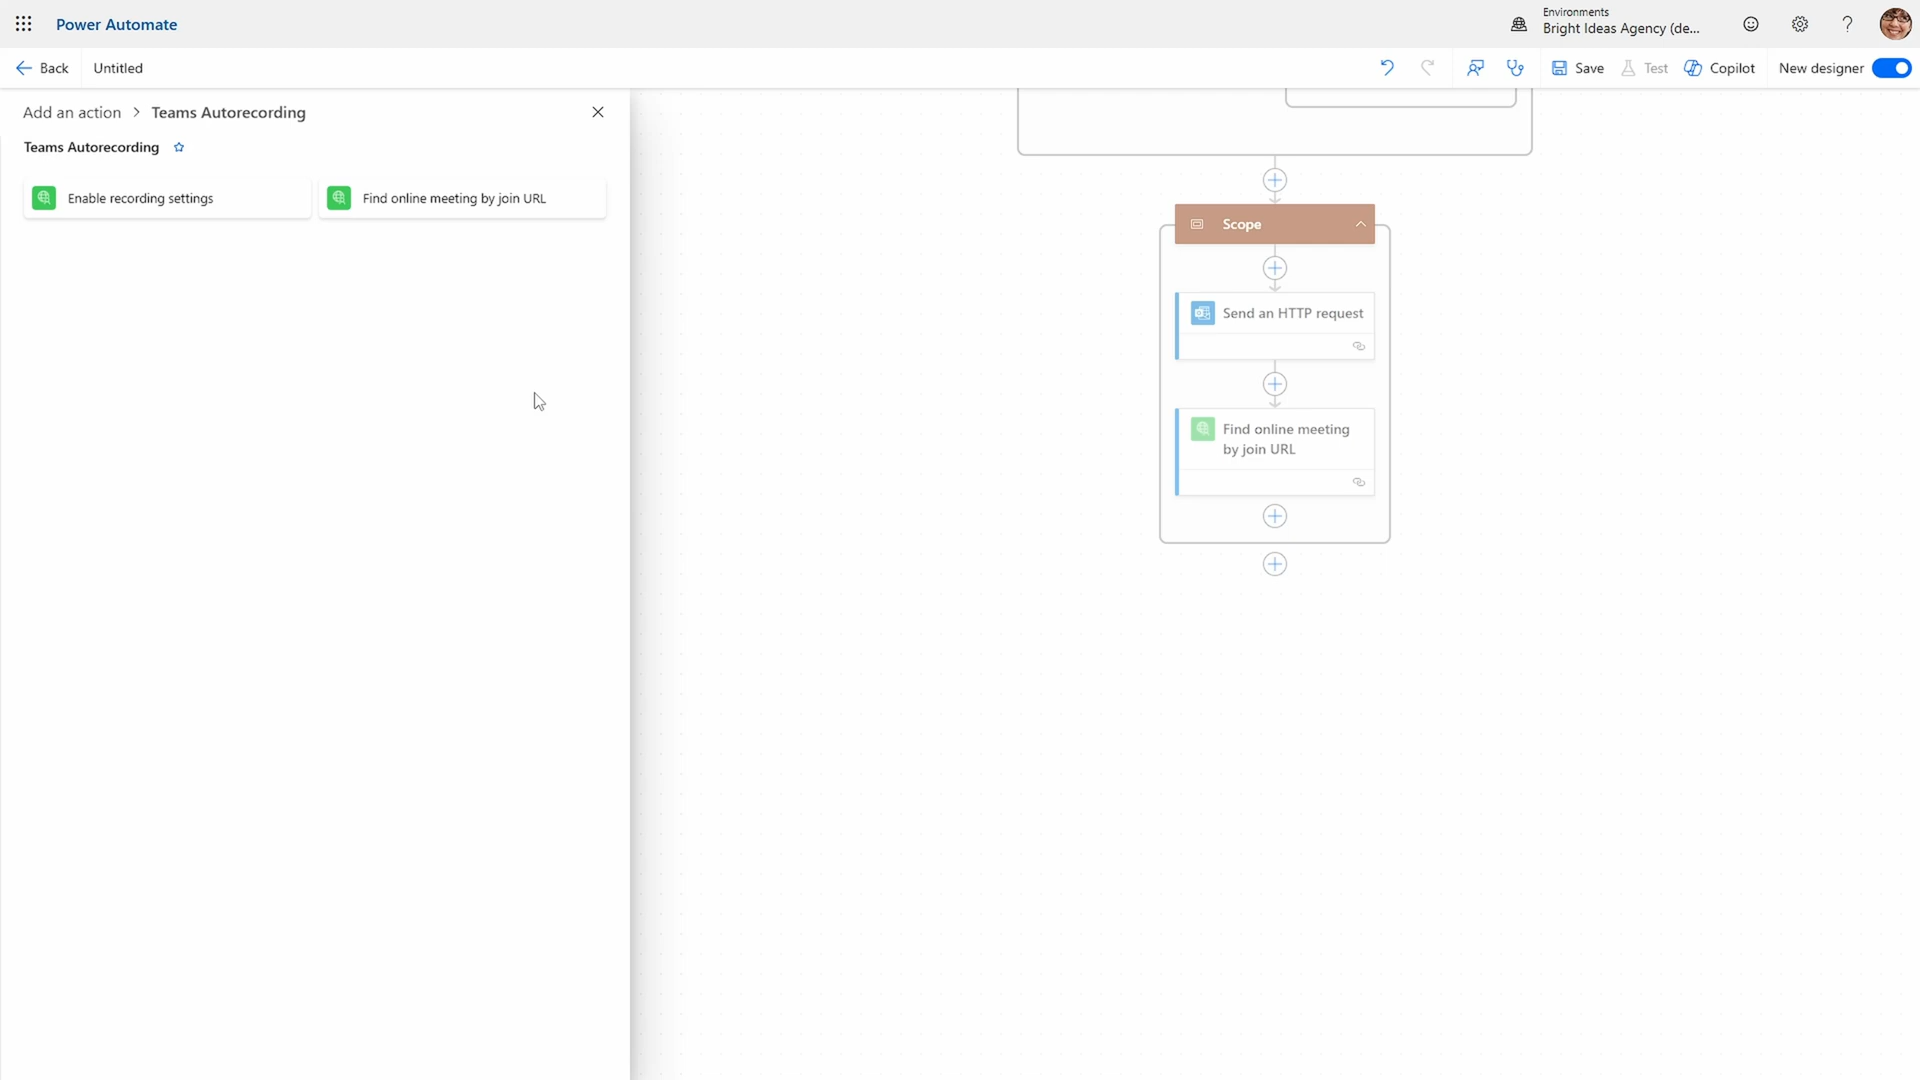 Power Automate
Environments
Bright Ideas Agency (de...
Back
Untitled
Save
Test
Copilot
New designer
Add an action > Teams Autorecording
Teams Autorecording
Enable recording settings
Find online meeting by join URL
Scope
Send an HTTP request
Find online meeting
by join URL